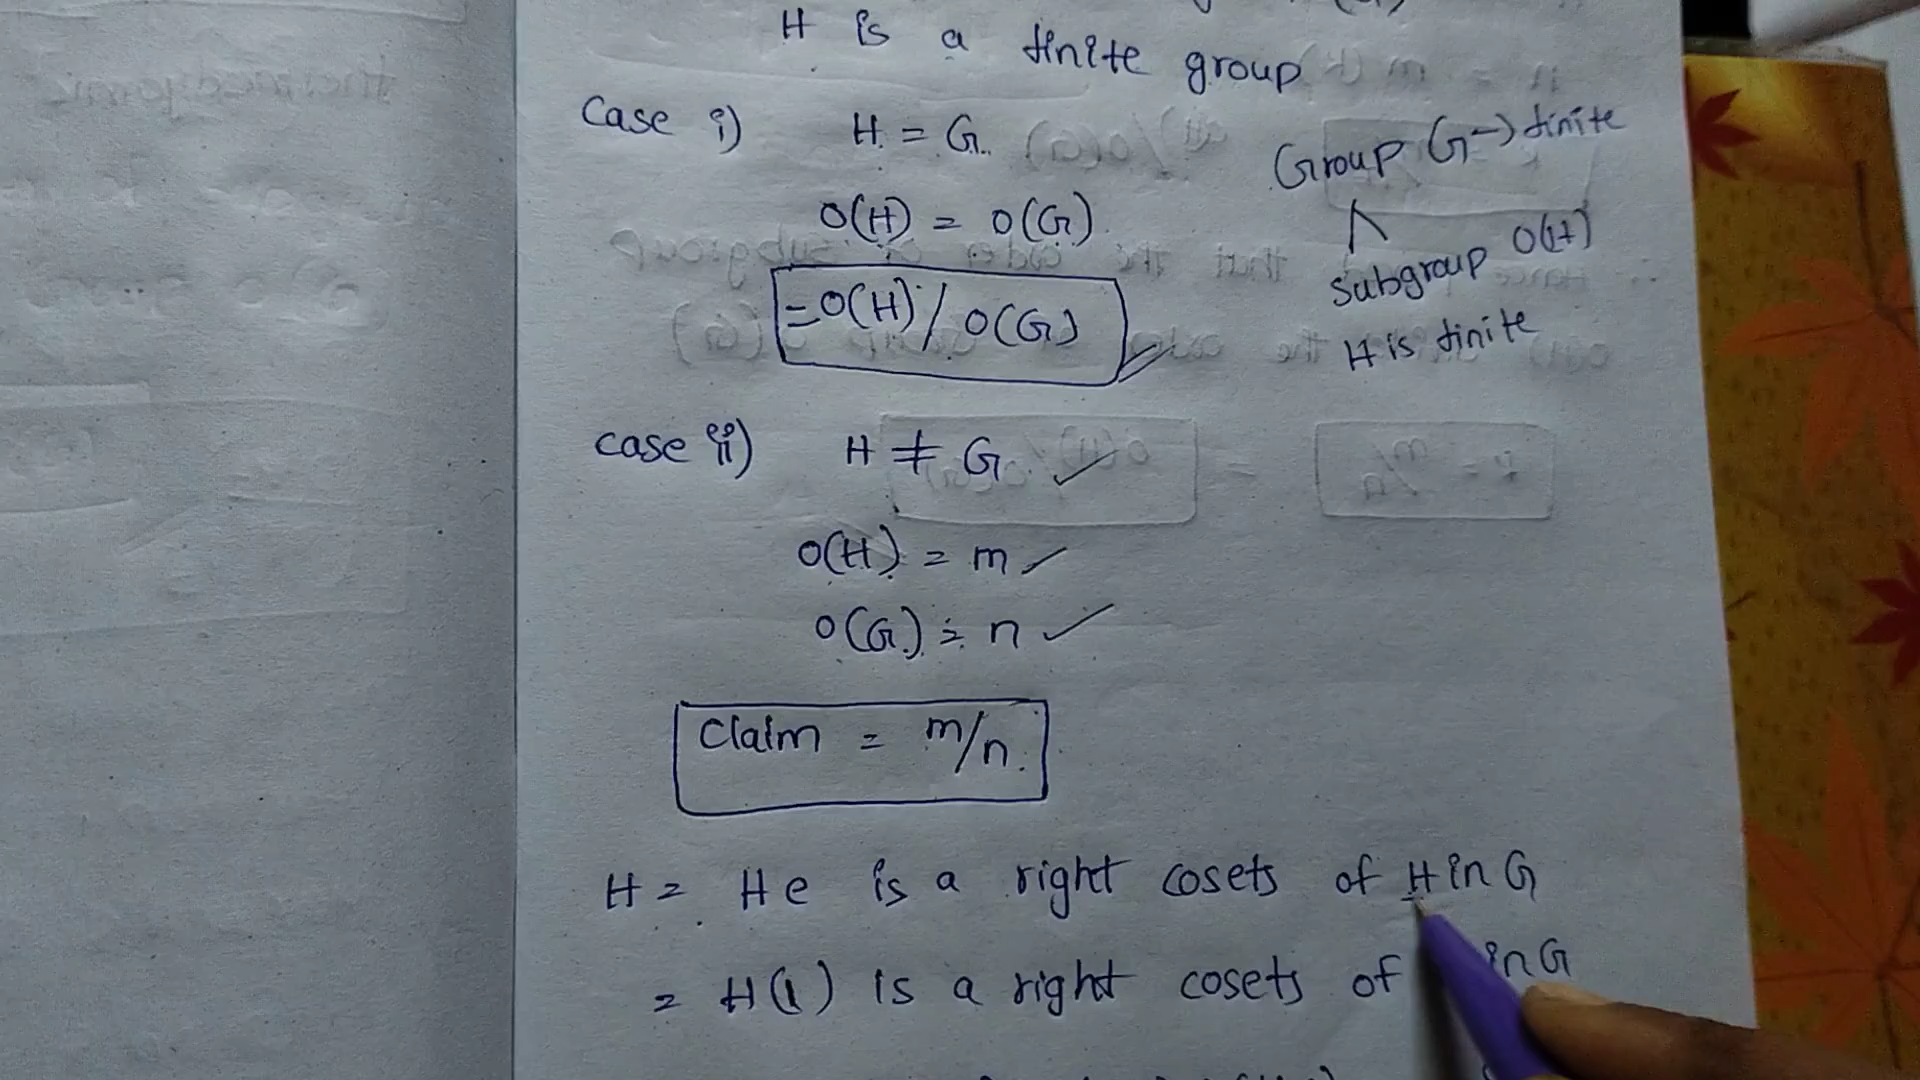 H is a finite group
Case i) H = G.
Group G → finite
O(H) = O(G)
subgroup O(H)
= O(H) / O(G)
H is finite
case ii) H ≠ G
O(H) = m
O(G) = n
Claim = m/n.
H = He is a right cosets of H in G
= H(1) is a right cosets of in G